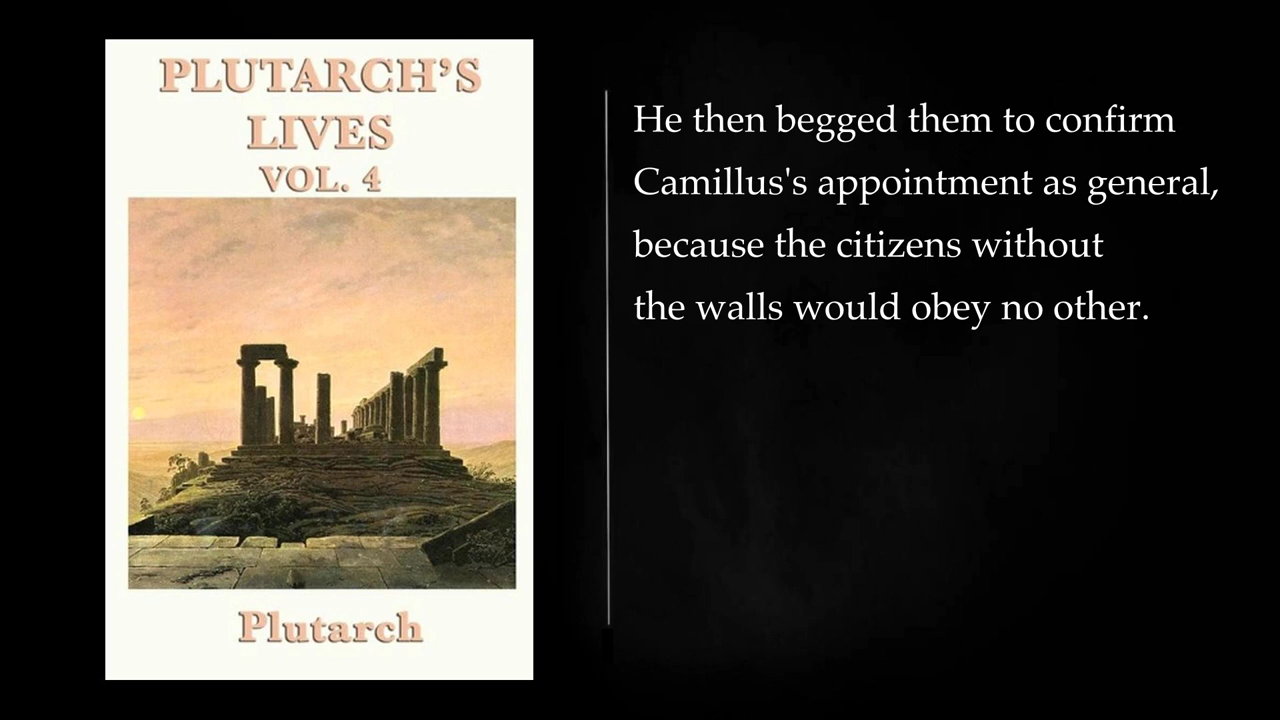 PLUTARCH'S
LIVES
VOL. 4
Plutarch
He then begged them to confirm
Camillus's appointment as general,
because the citizens without
the walls would obey no other.